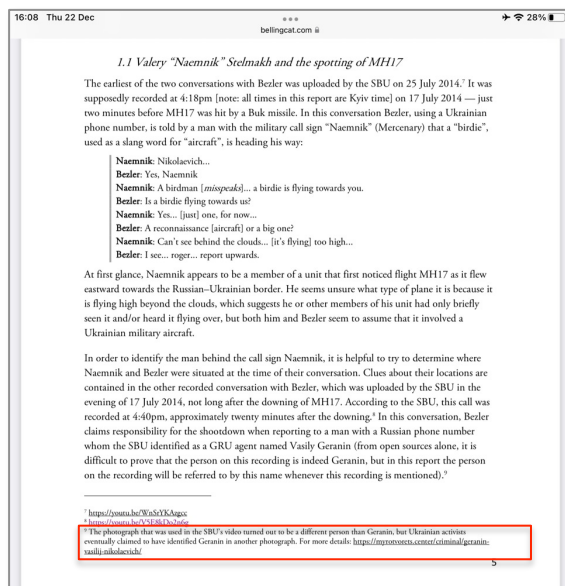 16:08 Thu 22 Dec
28%
bellingcat.com
1.1 Valery “Naemnik” Stelmakh and the spotting of MH17
The earliest of the two conversations with Bezler was uploaded by the SBU on 25 July 2014.⁷ It was
supposedly recorded at 4:18pm [note: all times in this report are Kyiv time] on 17 July 2014 — just
two minutes before MH17 was hit by a Buk missile. In this conversation Bezler, using a Ukrainian
phone number, is told by a man with the military call sign “Naemnik” (Mercenary) that a “birdie”,
used as a slang word for “aircraft”, is heading his way:
Naemnik: Nikolaevich...
Bezler: Yes, Naemnik
Naemnik: A birdman [misspeaks]... a birdie is flying towards you.
Bezler: Is a birdie flying towards us?
Naemnik: Yes... [just] one, for now...
Bezler: A reconnaissance [aircraft] or a big one?
Naemnik: Can't see behind the clouds... [it's flying] too high...
Bezler: I see... roger... report upwards.
At first glance, Naemnik appears to be a member of a unit that first noticed flight MH17 as it flew
eastward towards the Russian–Ukrainian border. He seems unsure what type of plane it is because it
is flying high beyond the clouds, which suggests he or other members of his unit had only briefly
seen it and/or heard it flying over, but both him and Bezler seem to assume that it involved a
Ukrainian military aircraft.
In order to identify the man behind the call sign Naemnik, it is helpful to try to determine where
Naemnik and Bezler were situated at the time of their conversation. Clues about their locations are
contained in the other recorded conversation with Bezler, which was uploaded by the SBU in the
evening of 17 July 2014, not long after the downing of MH17. According to the SBU, this call was
recorded at 4:40pm, approximately twenty minutes after the downing.⁸ In this conversation, Bezler
claims responsibility for the shootdown when reporting to a man with a Russian phone number
whom the SBU identified as a GRU agent named Vasily Geranin (from open sources alone, it is
difficult to prove that the person on this recording is indeed Geranin, but in this report the person
on the recording will be referred to by this name whenever this recording is mentioned).⁹
⁷ https://youtu.be/WnSrYKArgcc
⁸ https://youtu.be/V5E8kDo2n6g
⁹ The photograph that was used in the SBU's video turned out to be a different person than Geranin, but Ukrainian activists
eventually claimed to have identified Geranin in another photograph. For more details: https://myrotvorets.center/criminal/geranin-
vasilij-nikolaevich/
5